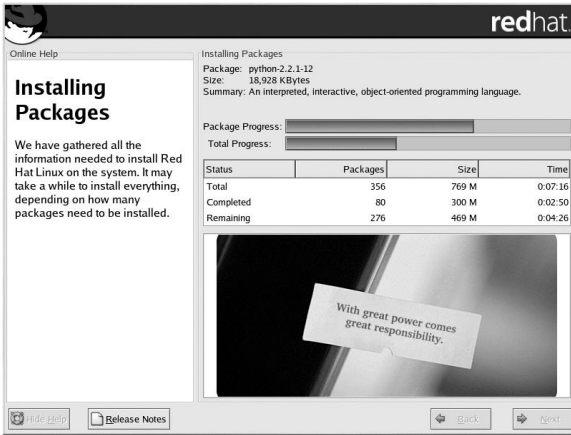 redhat.
Online Help
Installing
Packages
We have gathered all the
information needed to install Red
Hat Linux on the system. It may
take a while to install everything,
depending on how many
packages need to be installed.
Installing Packages
Package: python-2.2.1-12
Size: 18,928 KBytes
Summary: An interpreted, interactive, object-oriented programming language.
Package Progress:
Total Progress:
Status Packages Size Time
Total 356 769 M 0:07:16
Completed 80 300 M 0:02:50
Remaining 276 469 M 0:04:26
With great power comes
great responsibility.
Hide Help Release Notes Back Next